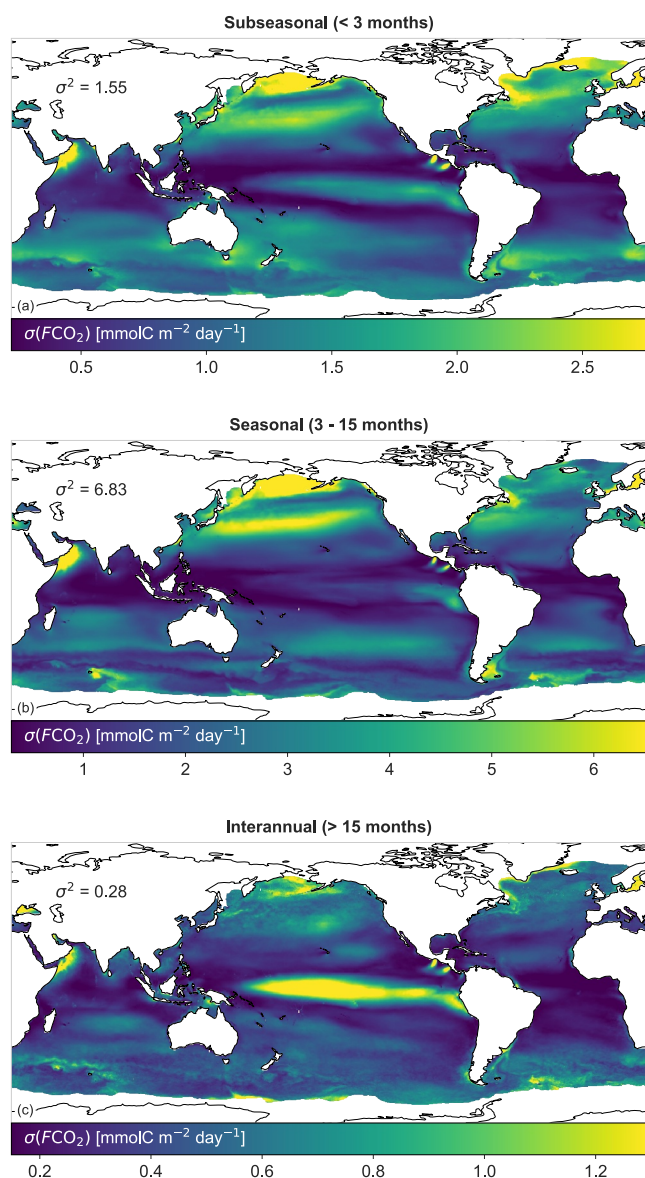 Subseasonal (< 3 months)
σ² = 1.55
(a)
σ(FCO₂) [mmolC m⁻² day⁻¹]
0.5 1.0 1.5 2.0 2.5
Seasonal (3 - 15 months)
σ² = 6.83
(b)
σ(FCO₂) [mmolC m⁻² day⁻¹]
1 2 3 4 5 6
Interannual (> 15 months)
σ² = 0.28
(c)
σ(FCO₂) [mmolC m⁻² day⁻¹]
0.2 0.4 0.6 0.8 1.0 1.2